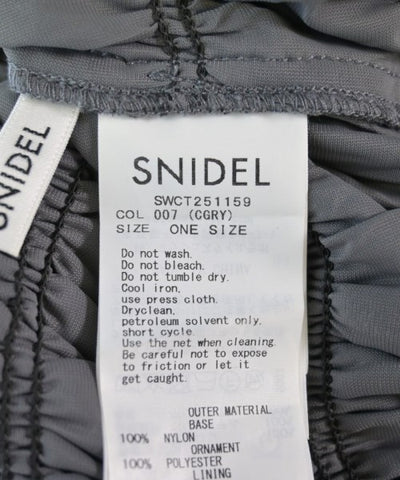 SNIDEL
SNIDEL
SWCT251159
COL 007 (CGRY)
SIZE ONE SIZE
Do not wash.
Do not bleach.
Do not tumble dry.
Cool iron,
use press cloth.
Dryclean,
petroleum solvent only.
short cycle
Use the net when cleaning.
Be careful not to expose
to friction or let it
get caught.
OUTER MATERIAL
BASE
100% NYLON
ORNAMENT
100% POLYESTER
LINING